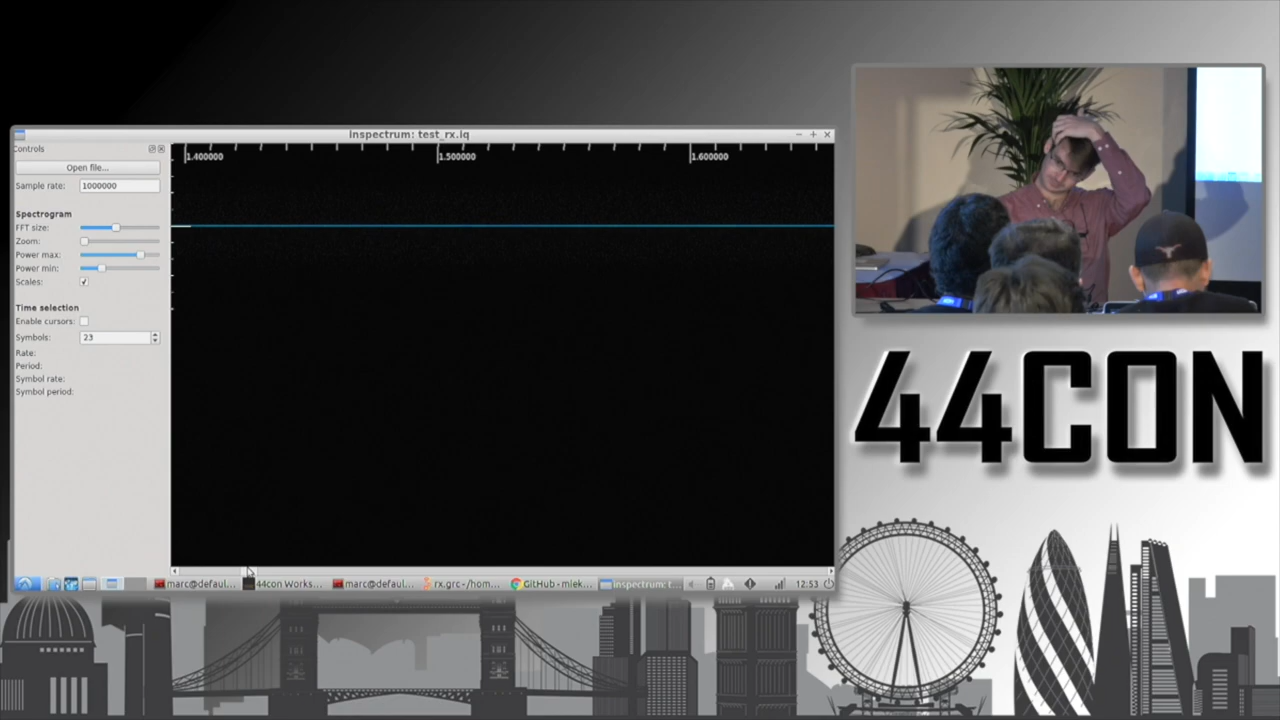 Inspectrum: test_rx.iq
Controls
Open file...
Sample rate: 1000000
Spectrogram
FFT size:
Zoom:
Power max:
Power min:
Scales:
Time selection
Enable cursors:
Symbols: 23
Rate:
Period:
Symbol rate:
Symbol period:
1.400000 1.500000 1.600000
marc@defaul... 44con Works... marc@defaul... rx.grc - /hom... GitHub - miek... Inspectrum: t... 12:53
44CON